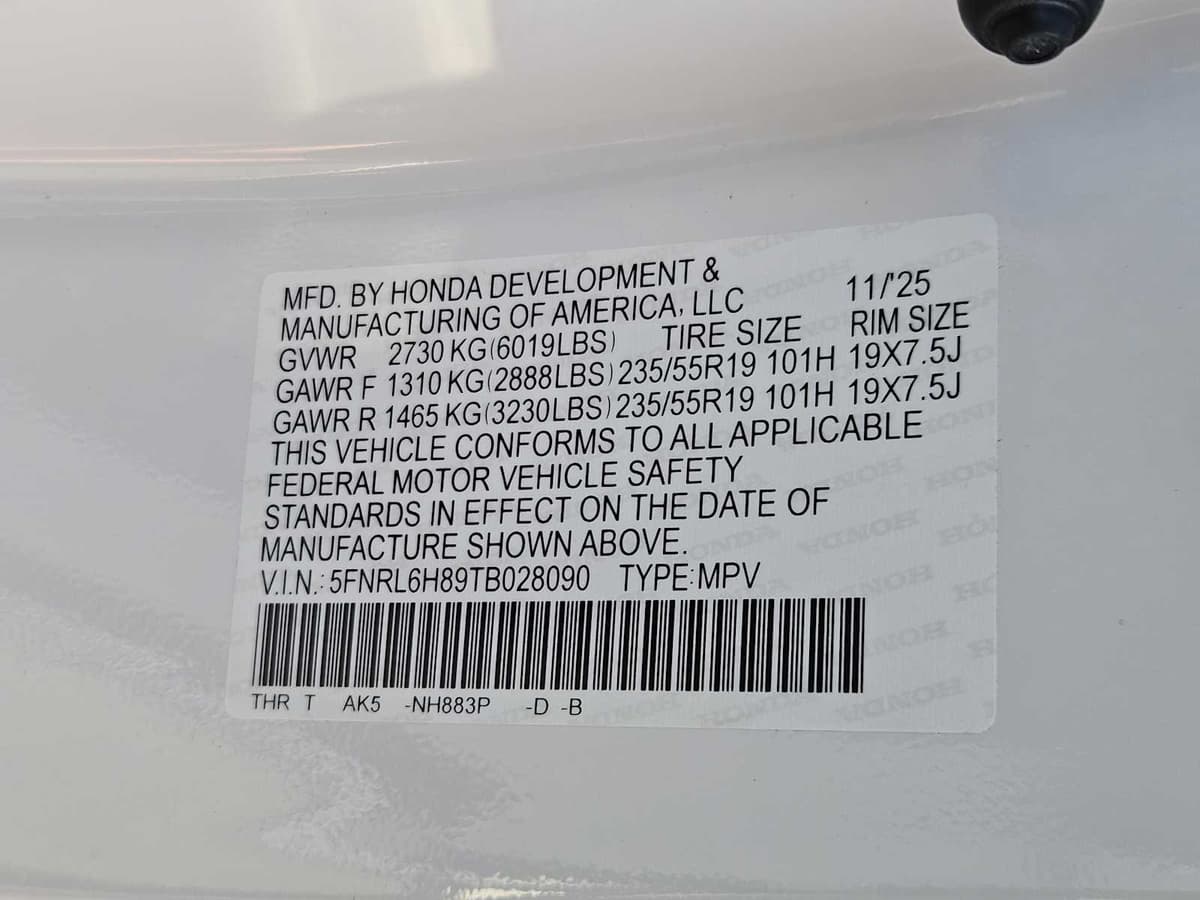 MFD. BY HONDA DEVELOPMENT &
MANUFACTURING OF AMERICA, LLC 11/'25
GVWR 2730 KG(6019LBS) TIRE SIZE RIM SIZE
GAWR F 1310 KG(2888LBS) 235/55R19 101H 19X7.5J
GAWR R 1465 KG(3230LBS) 235/55R19 101H 19X7.5J
THIS VEHICLE CONFORMS TO ALL APPLICABLE
FEDERAL MOTOR VEHICLE SAFETY
STANDARDS IN EFFECT ON THE DATE OF
MANUFACTURE SHOWN ABOVE.
V.I.N.: 5FNRL6H89TB028090 TYPE: MPV
THR T AK5 -NH883P -D -B